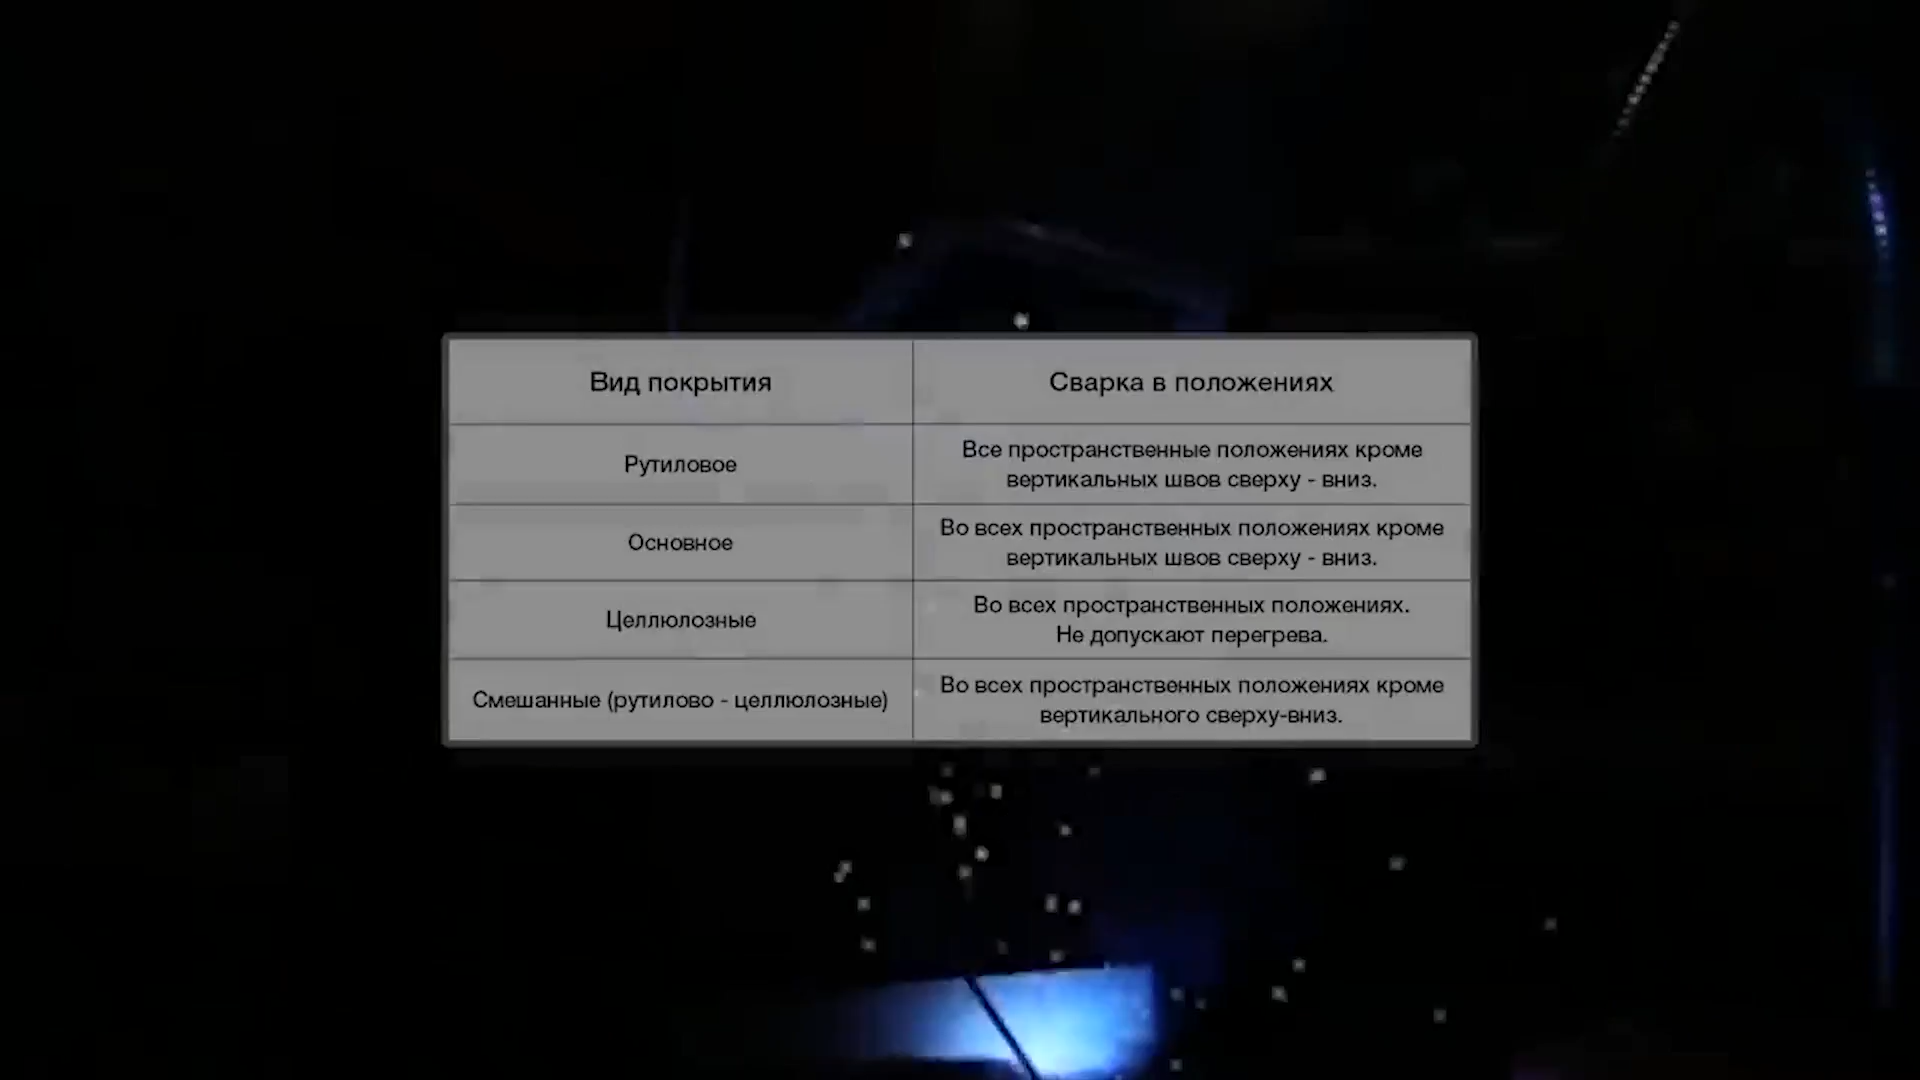 Вид покрытия
Сварка в положениях
Рутиловое
Все пространственные положениях кроме
вертикальных швов сверху - вниз.
Основное
Во всех пространственных положениях кроме
вертикальных швов сверху - вниз.
Целлюлозные
Во всех пространственных положениях.
Не допускают перегрева.
Смешанные (рутилово - целлюлозные)
Во всех пространственных положениях кроме
вертикального сверху-вниз.